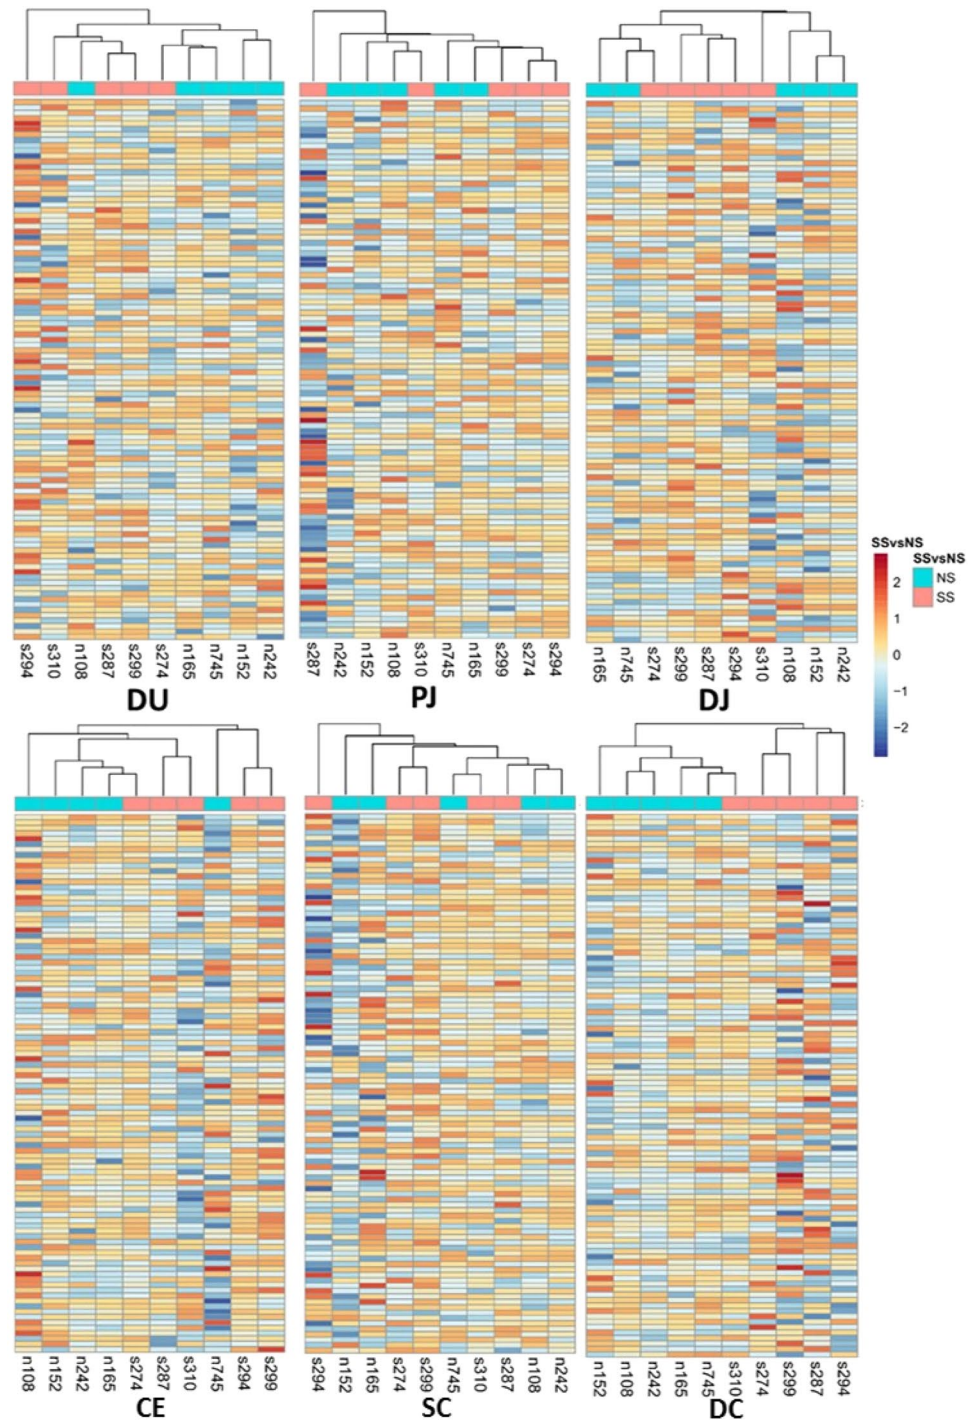 s294 s310 n108 s287 s299 s274 n165 n745 n152 n242
DU
s287 n242 n152 n108 s310 n745 n165 s299 s274 s294
PJ
n165 n745 s274 s299 s287 s294 s310 n108 n152 n242
DJ
SSvsNS
2
1
0
−1
−2
SSvsNS
NS
SS
n108 n152 n242 n165 s274 s287 s310 n745 s294 s299
CE
s294 n152 n165 s274 s299 n745 s310 s287 n108 n242
SC
n152 n108 n242 n165 n745 s310 s274 s299 s287 s294
DC